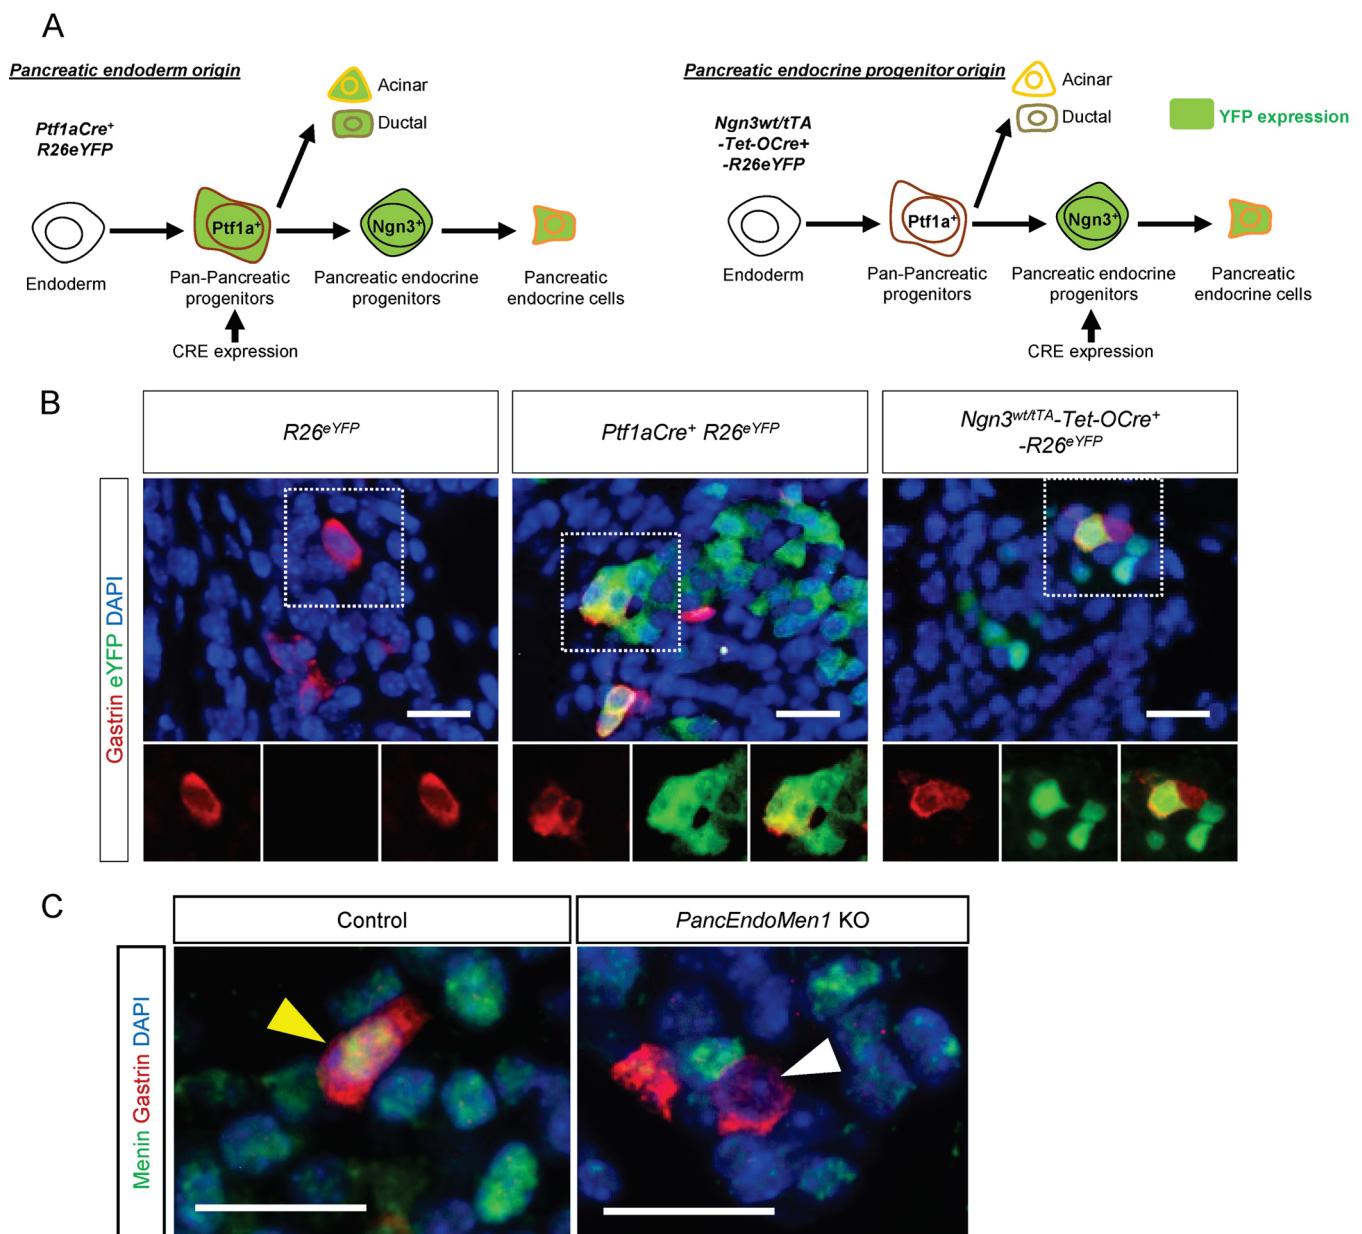 A
Pancreatic endoderm origin
Ptf1aCre+
R26eYFP
Acinar
Ductal
Ptf1a+
Ngn3+
Endoderm
Pan-Pancreatic
progenitors
Pancreatic endocrine
progenitors
Pancreatic
endocrine cells
CRE expression
Pancreatic endocrine progenitor origin
Ngn3wt/tTA
-Tet-OCre+
-R26eYFP
Acinar
Ductal
YFP expression
Ptf1a+
Ngn3+
Endoderm
Pan-Pancreatic
progenitors
Pancreatic endocrine
progenitors
Pancreatic
endocrine cells
CRE expression
B
R26eYFP
Ptf1aCre+ R26eYFP
Ngn3wt/tTA-Tet-OCre+
-R26eYFP
Gastrin eYFP DAPI
C
Control
PancEndoMen1 KO
Menin Gastrin DAPI